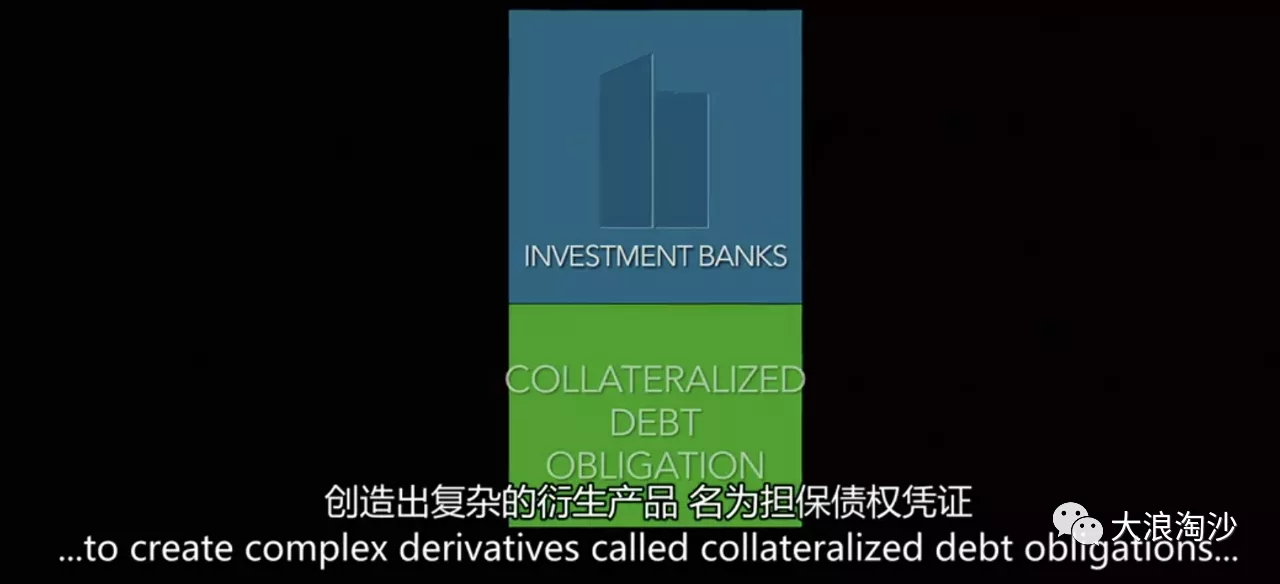 INVESTMENT BANKS
COLLATERALIZED
DEBT
OBLIGATION
创造出复杂的衍生产品 名为担保债权凭证
...to create complex derivatives called collateralized debt obligations...
大浪淘沙